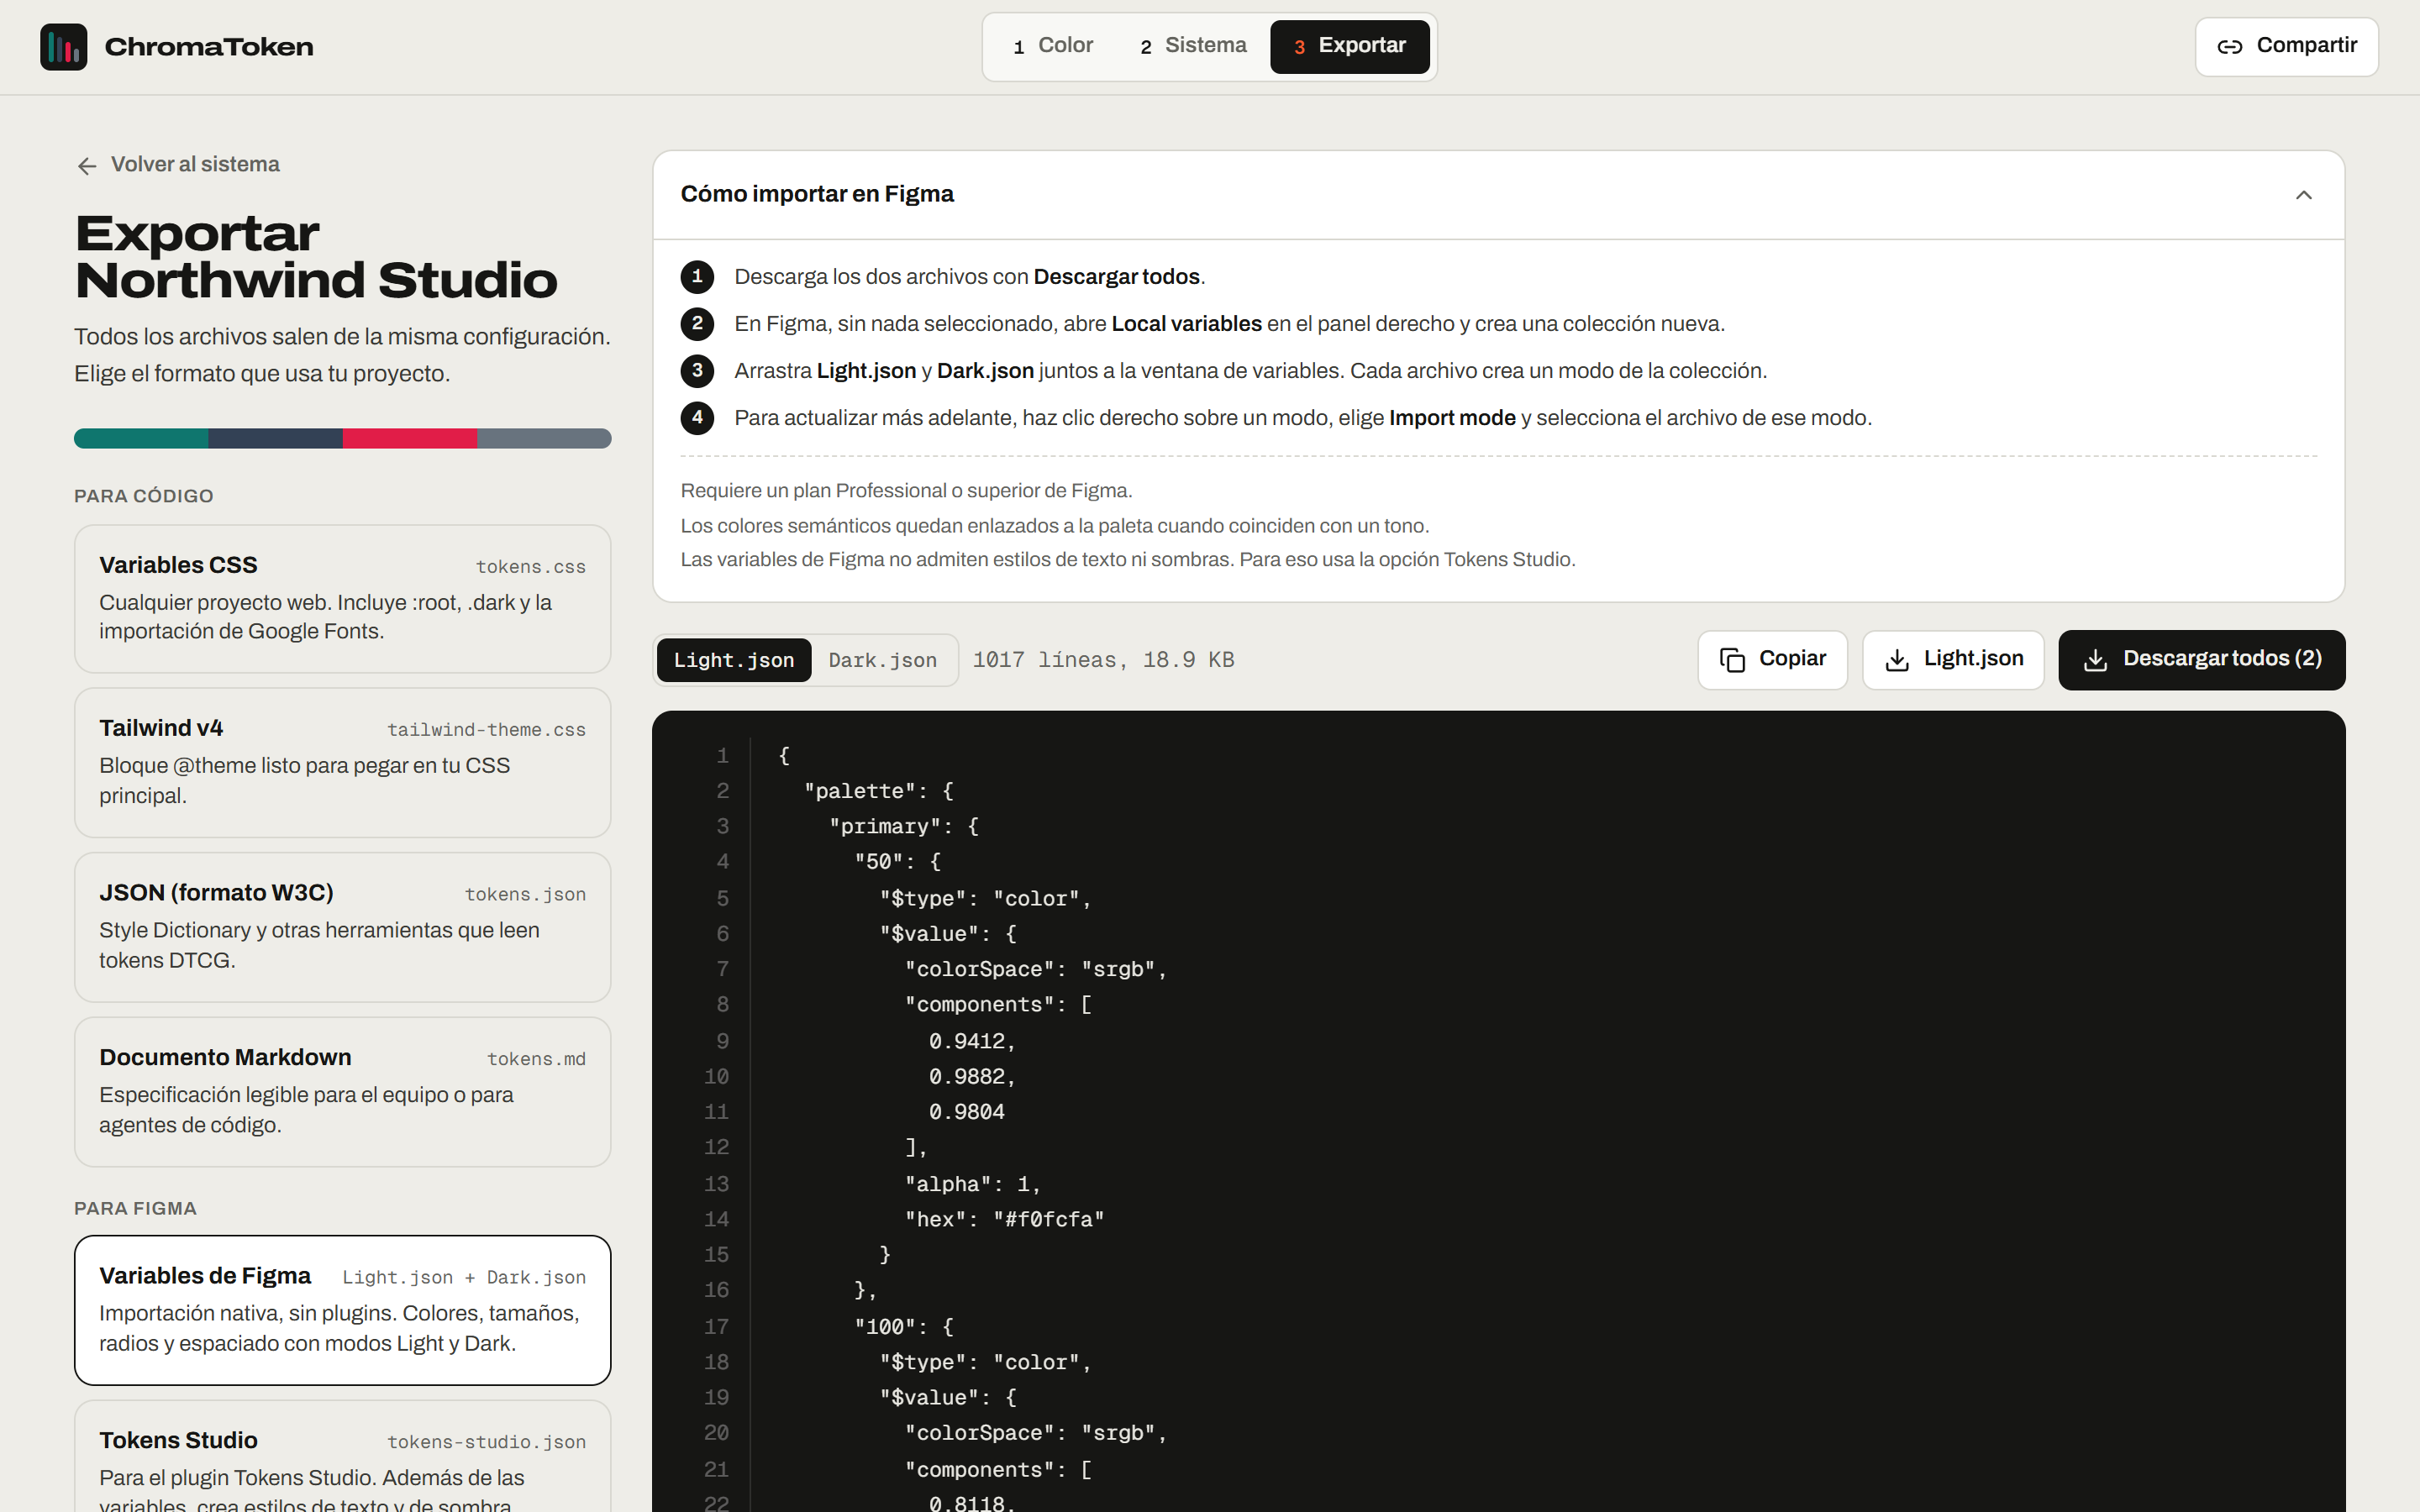 ChromaToken
1 Color
2 Sistema
3 Exportar
Compartir
Volver al sistema
Exportar
Northwind Studio
Todos los archivos salen de la misma configuración.
Elige el formato que usa tu proyecto.
PARA CÓDIGO
Variables CSS tokens.css
Cualquier proyecto web. Incluye :root, .dark y la
importación de Google Fonts.
Tailwind v4 tailwind-theme.css
Bloque @theme listo para pegar en tu CSS
principal.
JSON (formato W3C) tokens.json
Style Dictionary y otras herramientas que leen
tokens DTCG.
Documento Markdown tokens.md
Especificación legible para el equipo o para
agentes de código.
PARA FIGMA
Variables de Figma Light.json + Dark.json
Importación nativa, sin plugins. Colores, tamaños,
radios y espaciado con modos Light y Dark.
Tokens Studio tokens-studio.json
Para el plugin Tokens Studio. Además de las
variables, crea estilos de texto y de sombra
Cómo importar en Figma
1 Descarga los dos archivos con Descargar todos.
2 En Figma, sin nada seleccionado, abre Local variables en el panel derecho y crea una colección nueva.
3 Arrastra Light.json y Dark.json juntos a la ventana de variables. Cada archivo crea un modo de la colección.
4 Para actualizar más adelante, haz clic derecho sobre un modo, elige Import mode y selecciona el archivo de ese modo.
Requiere un plan Professional o superior de Figma.
Los colores semánticos quedan enlazados a la paleta cuando coinciden con un tono.
Las variables de Figma no admiten estilos de texto ni sombras. Para eso usa la opción Tokens Studio.
Light.json Dark.json 1017 líneas, 18.9 KB
Copiar
Light.json
Descargar todos (2)
1 {
2 "palette": {
3 "primary": {
4 "50": {
5 "$type": "color",
6 "$value": {
7 "colorSpace": "srgb",
8 "components": [
9 0.9412,
10 0.9882,
11 0.9804
12 ],
13 "alpha": 1,
14 "hex": "#f0fcfa"
15 }
16 },
17 "100": {
18 "$type": "color",
19 "$value": {
20 "colorSpace": "srgb",
21 "components": [
22 0.8118,